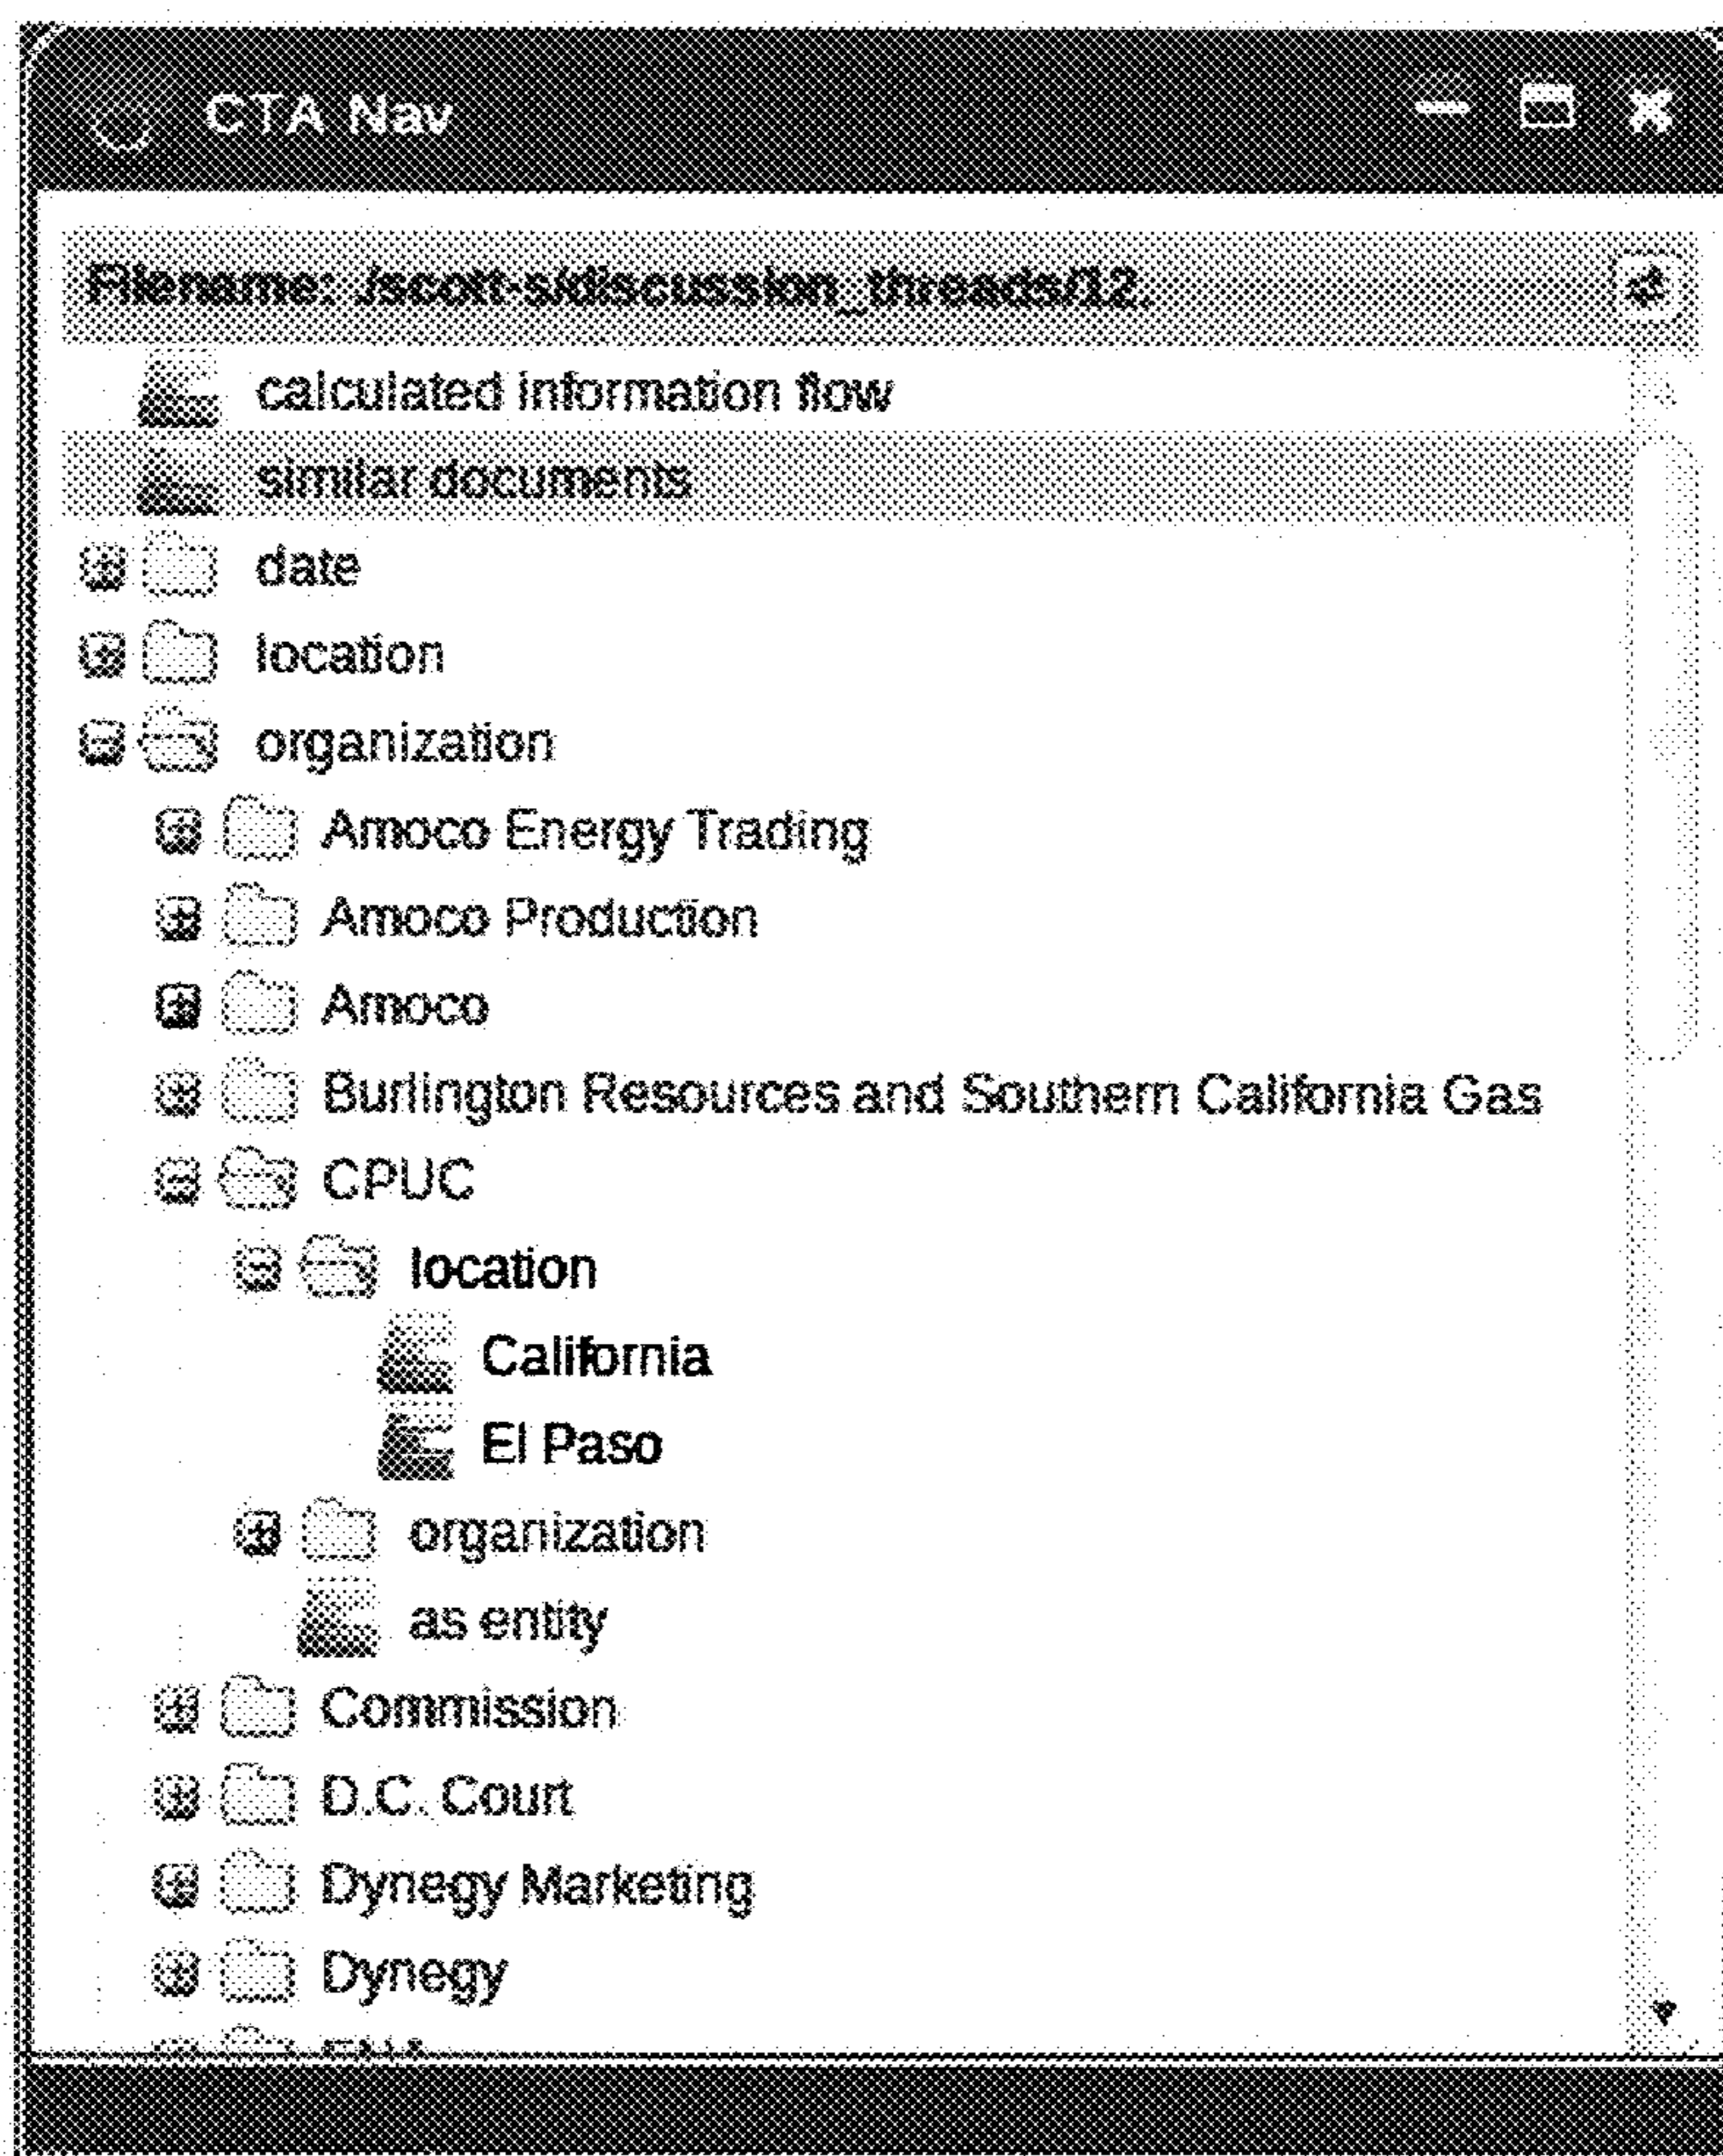 CTA Nav
Filename: ./scott-s/discussion_threads/12.
calculated information flow
similar documents
date
location
organization
Amoco Energy Trading
Amoco Production
Amoco
Burlington Resources and Southern California Gas
CPUC
location
California
El Paso
organization
as entity
Commission
D.C. Court
Dynegy Marketing
Dynegy